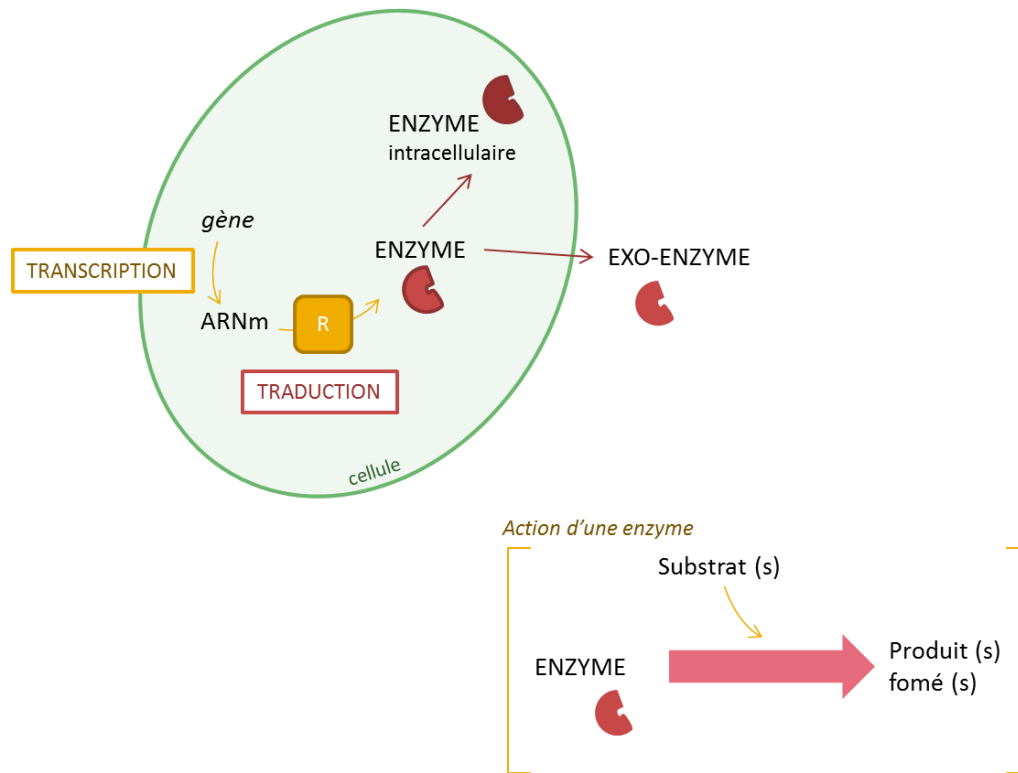 ENZYME
intracellulaire
gène
TRANSCRIPTION
ENZYME
EXO-ENZYME
ARNm
R
TRADUCTION
cellule
Action d’une enzyme
Substrat (s)
ENZYME
Produit (s)
fomé (s)